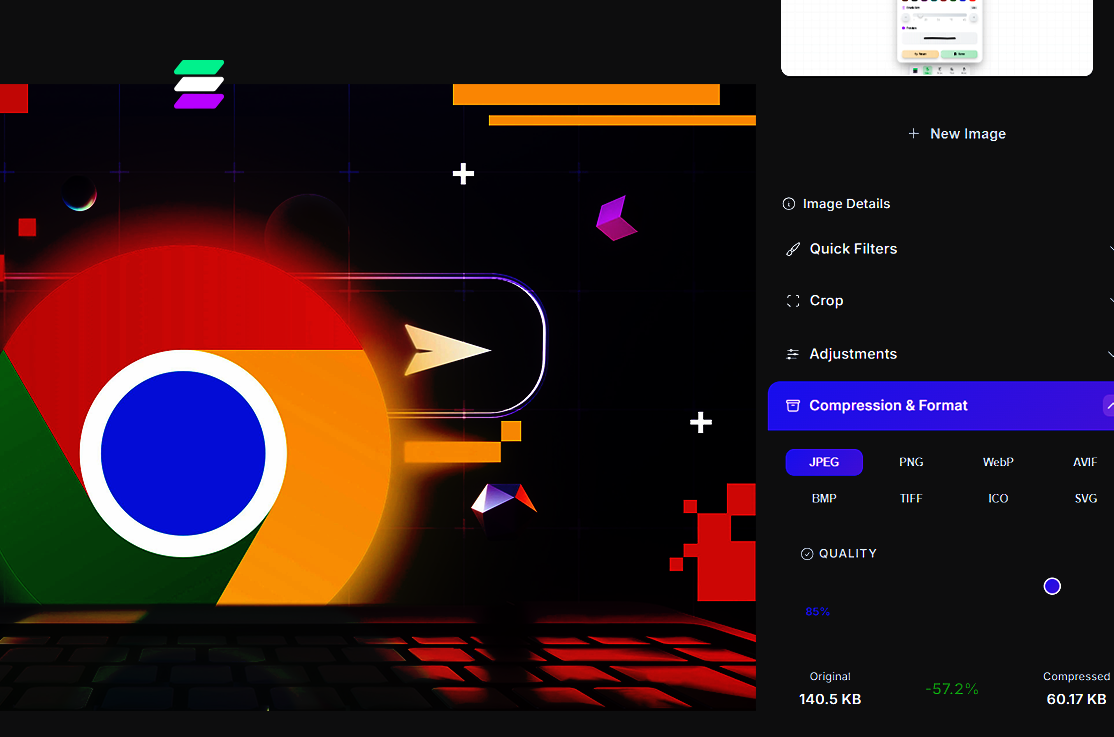 New Image
Image Details
Quick Filters
Crop
Adjustments
Compression & Format
JPEG PNG WebP AVIF
BMP TIFF ICO SVG
QUALITY
85%
Original -57.2% Compressed
140.5 KB 60.17 KB